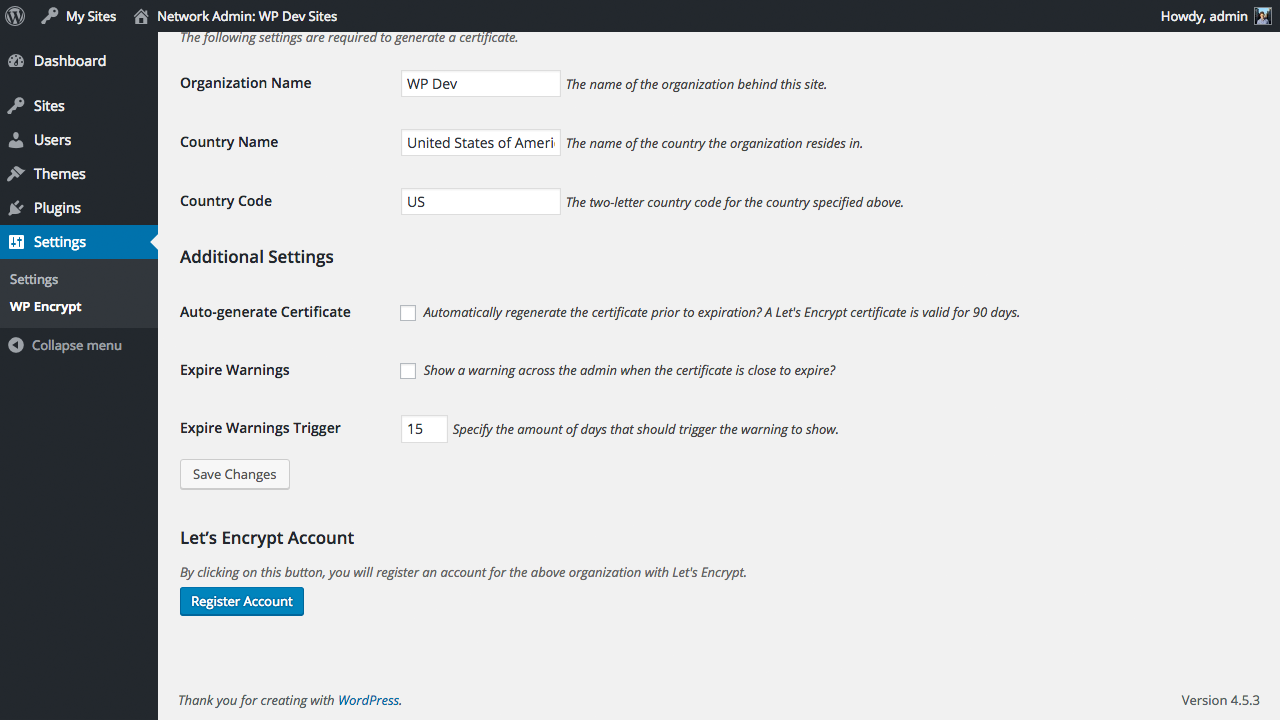 My Sites Network Admin: WP Dev Sites Howdy, admin
Dashboard
Sites
Users
Themes
Plugins
Settings
Settings
WP Encrypt
Collapse menu
The following settings are required to generate a certificate.
Organization Name WP Dev The name of the organization behind this site.
Country Name United States of Ameri The name of the country the organization resides in.
Country Code US The two-letter country code for the country specified above.
Additional Settings
Auto-generate Certificate Automatically regenerate the certificate prior to expiration? A Let's Encrypt certificate is valid for 90 days.
Expire Warnings Show a warning across the admin when the certificate is close to expire?
Expire Warnings Trigger 15 Specify the amount of days that should trigger the warning to show.
Save Changes
Let’s Encrypt Account
By clicking on this button, you will register an account for the above organization with Let's Encrypt.
Register Account
Thank you for creating with WordPress. Version 4.5.3